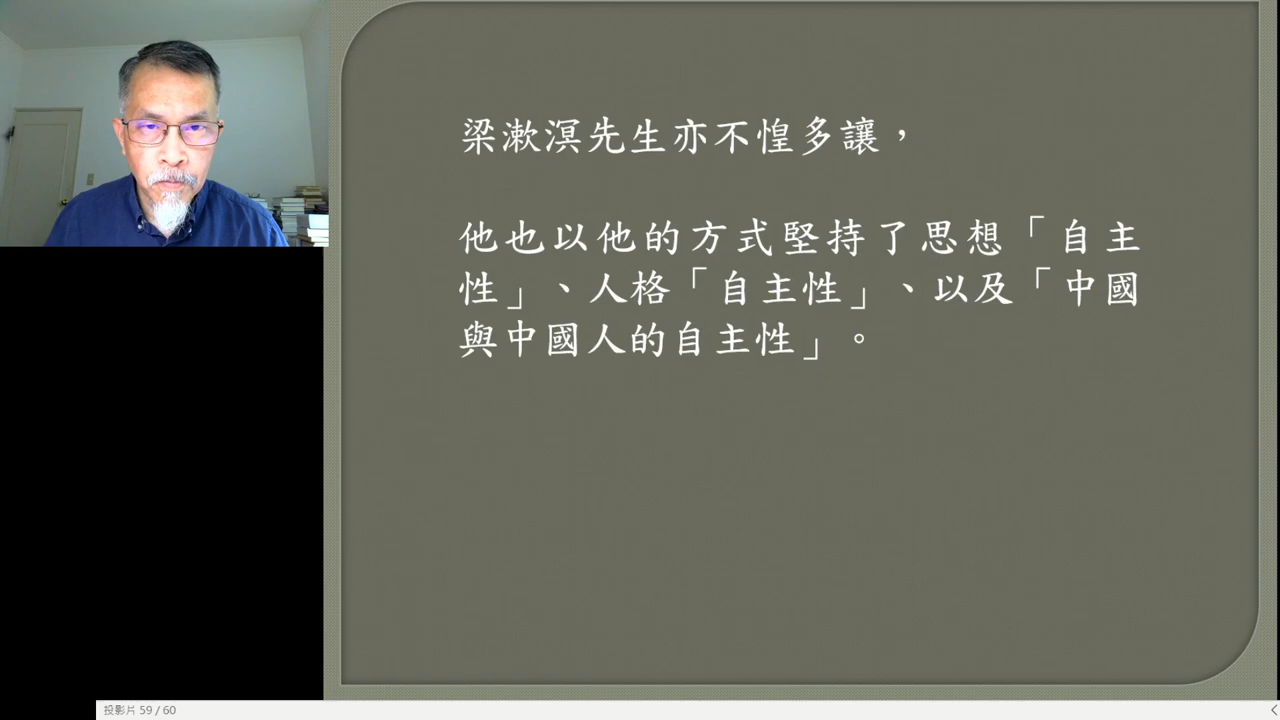 梁漱溟先生亦不惶多讓，
他也以他的方式堅持了思想「自主
性」、人格「自主性」、以及「中國
與中國人的自主性」。
投影片 59 / 60